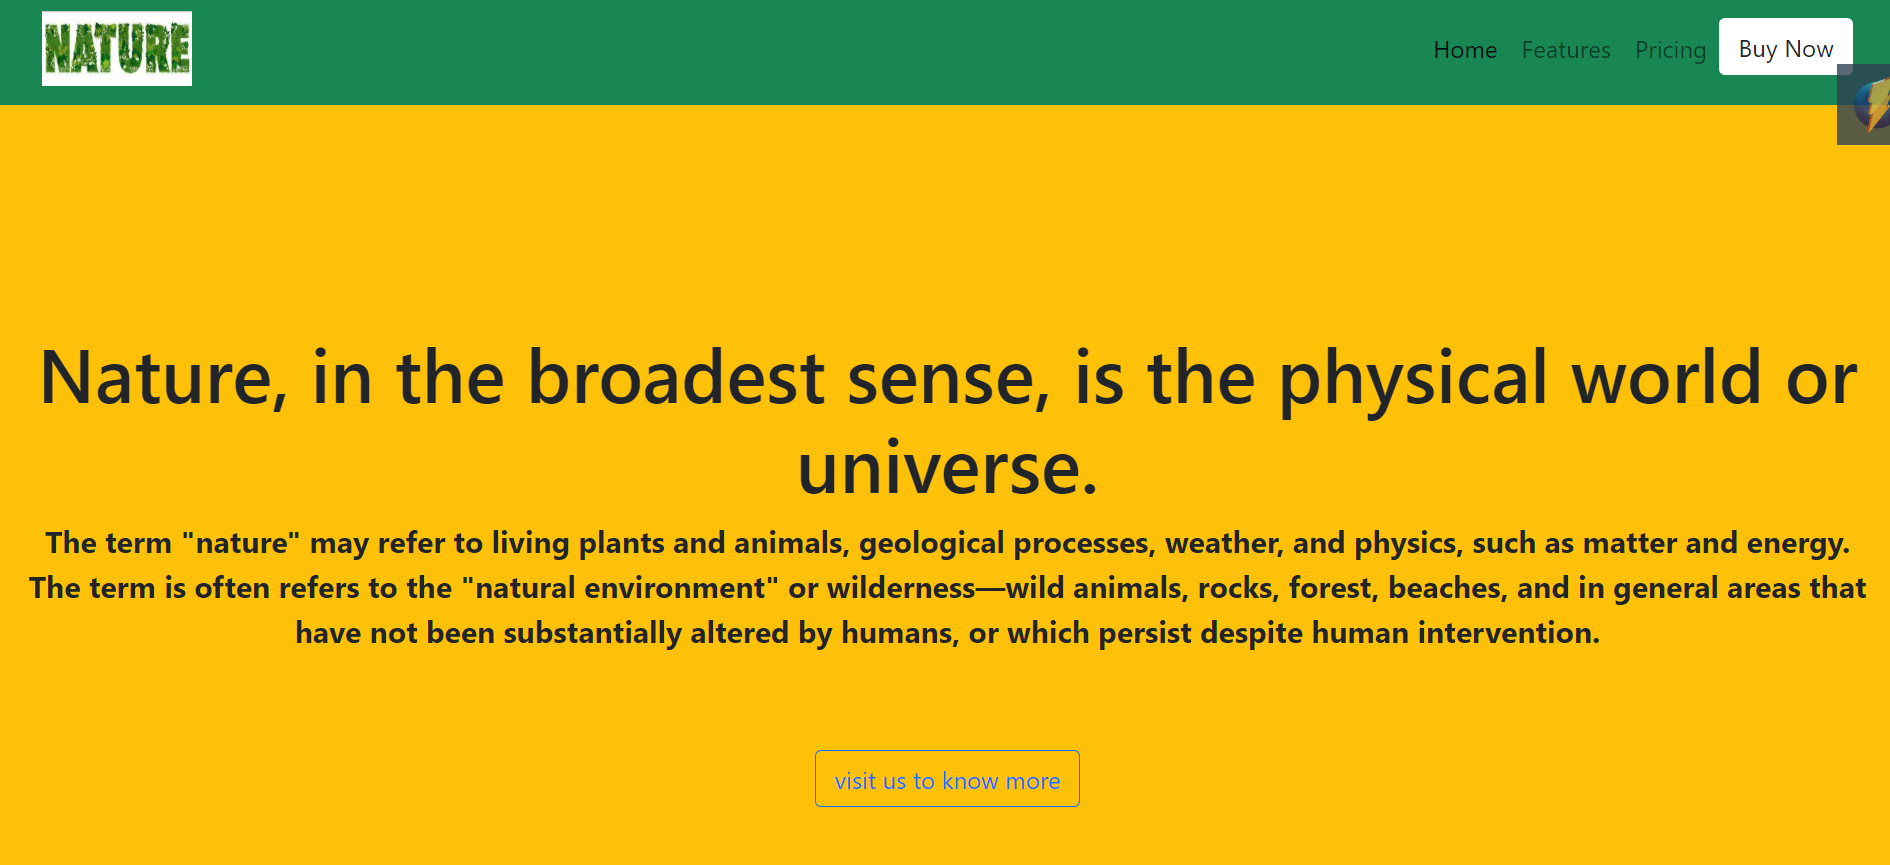 NATURE
Home Features Pricing Buy Now
Nature, in the broadest sense, is the physical world or
universe.
The term "nature" may refer to living plants and animals, geological processes, weather, and physics, such as matter and energy.
The term is often refers to the "natural environment" or wilderness—wild animals, rocks, forest, beaches, and in general areas that
have not been substantially altered by humans, or which persist despite human intervention.
visit us to know more